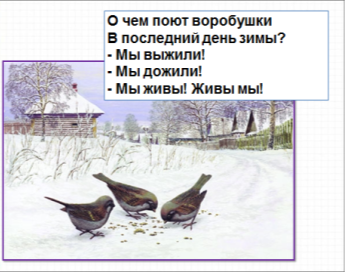 О чем поют воробушки
В последний день зимы?
- Мы выжили!
- Мы дожили!
- Мы живы! Живы мы!